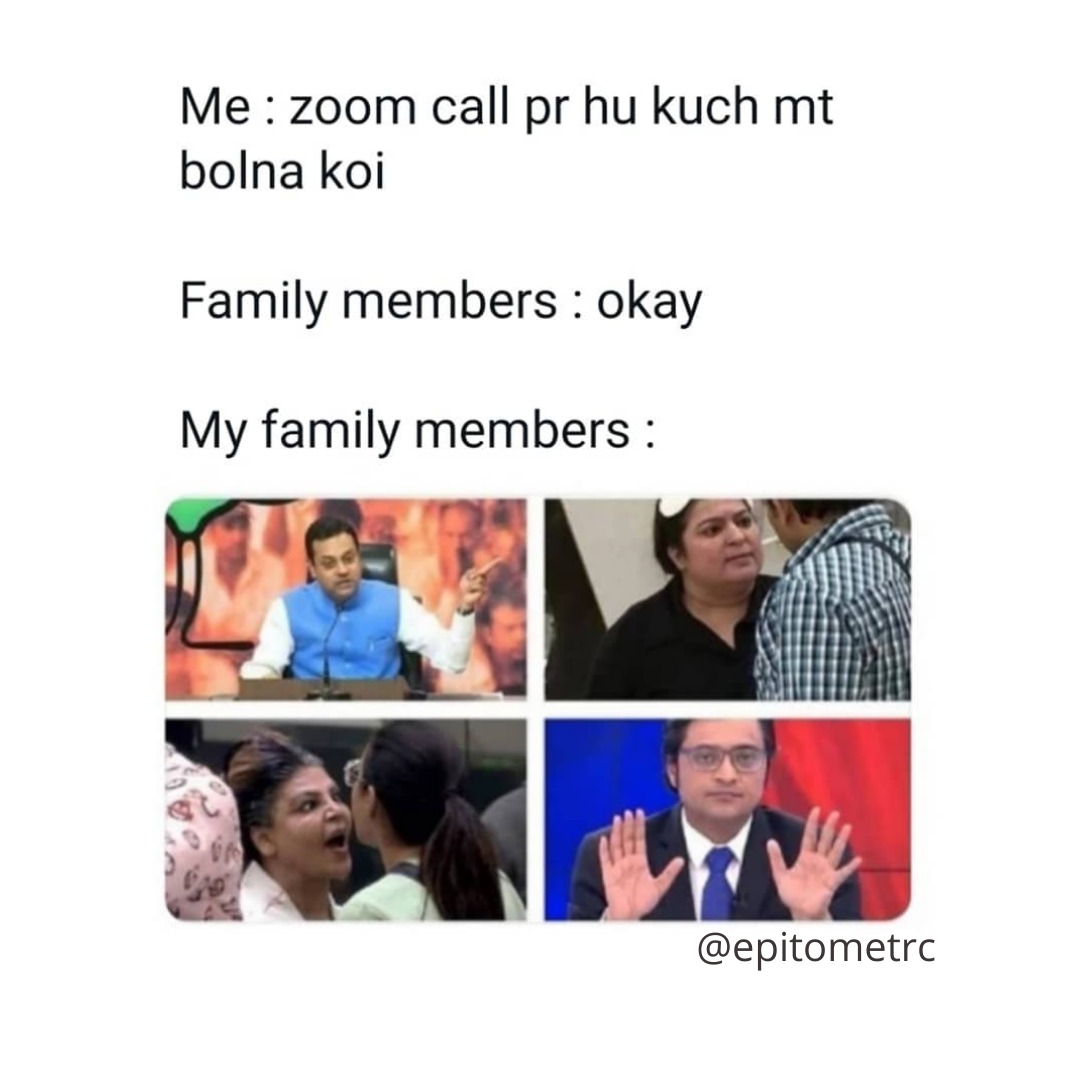 Me : zoom call pr hu kuch mt
bolna koi
Family members : okay
My family members :
@epitometrc